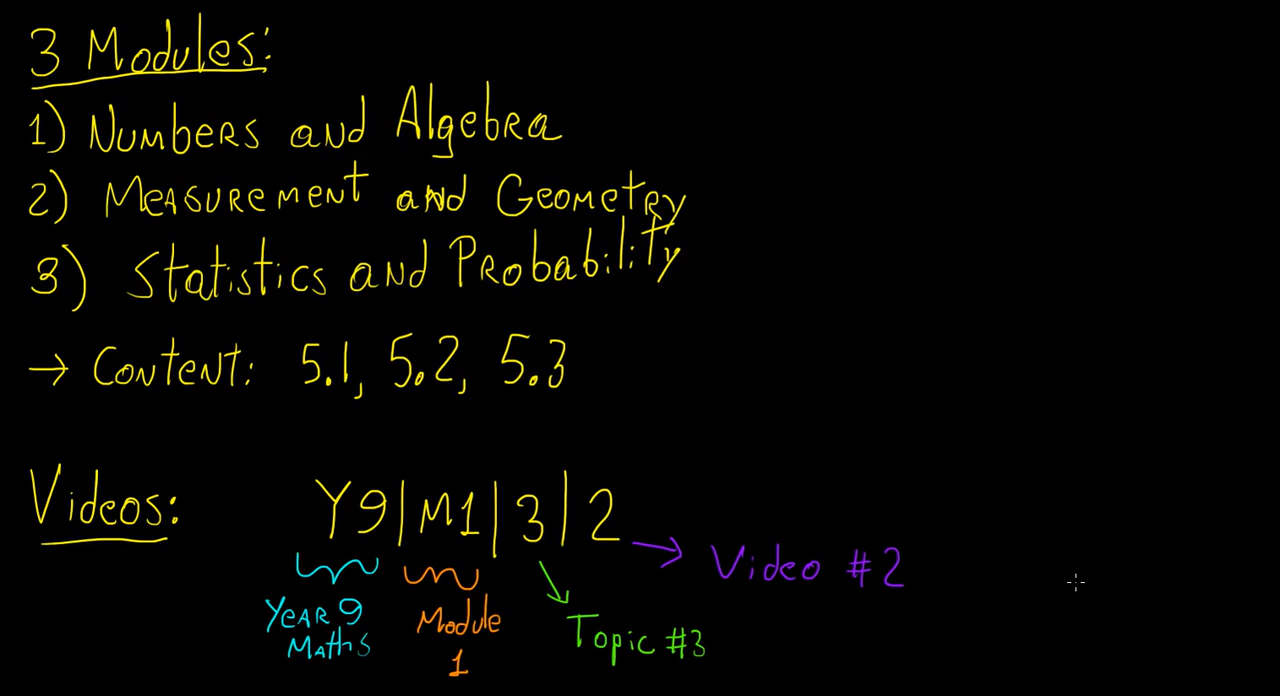 3 Modules:
1) Numbers and Algebra
2) Measurement and Geometry
3) Statistics and Probability
→ Content: 5.1, 5.2, 5.3
Videos: Y9|M1|3|2
→ Video #2
Year 9
Maths
Module
1
Topic #3